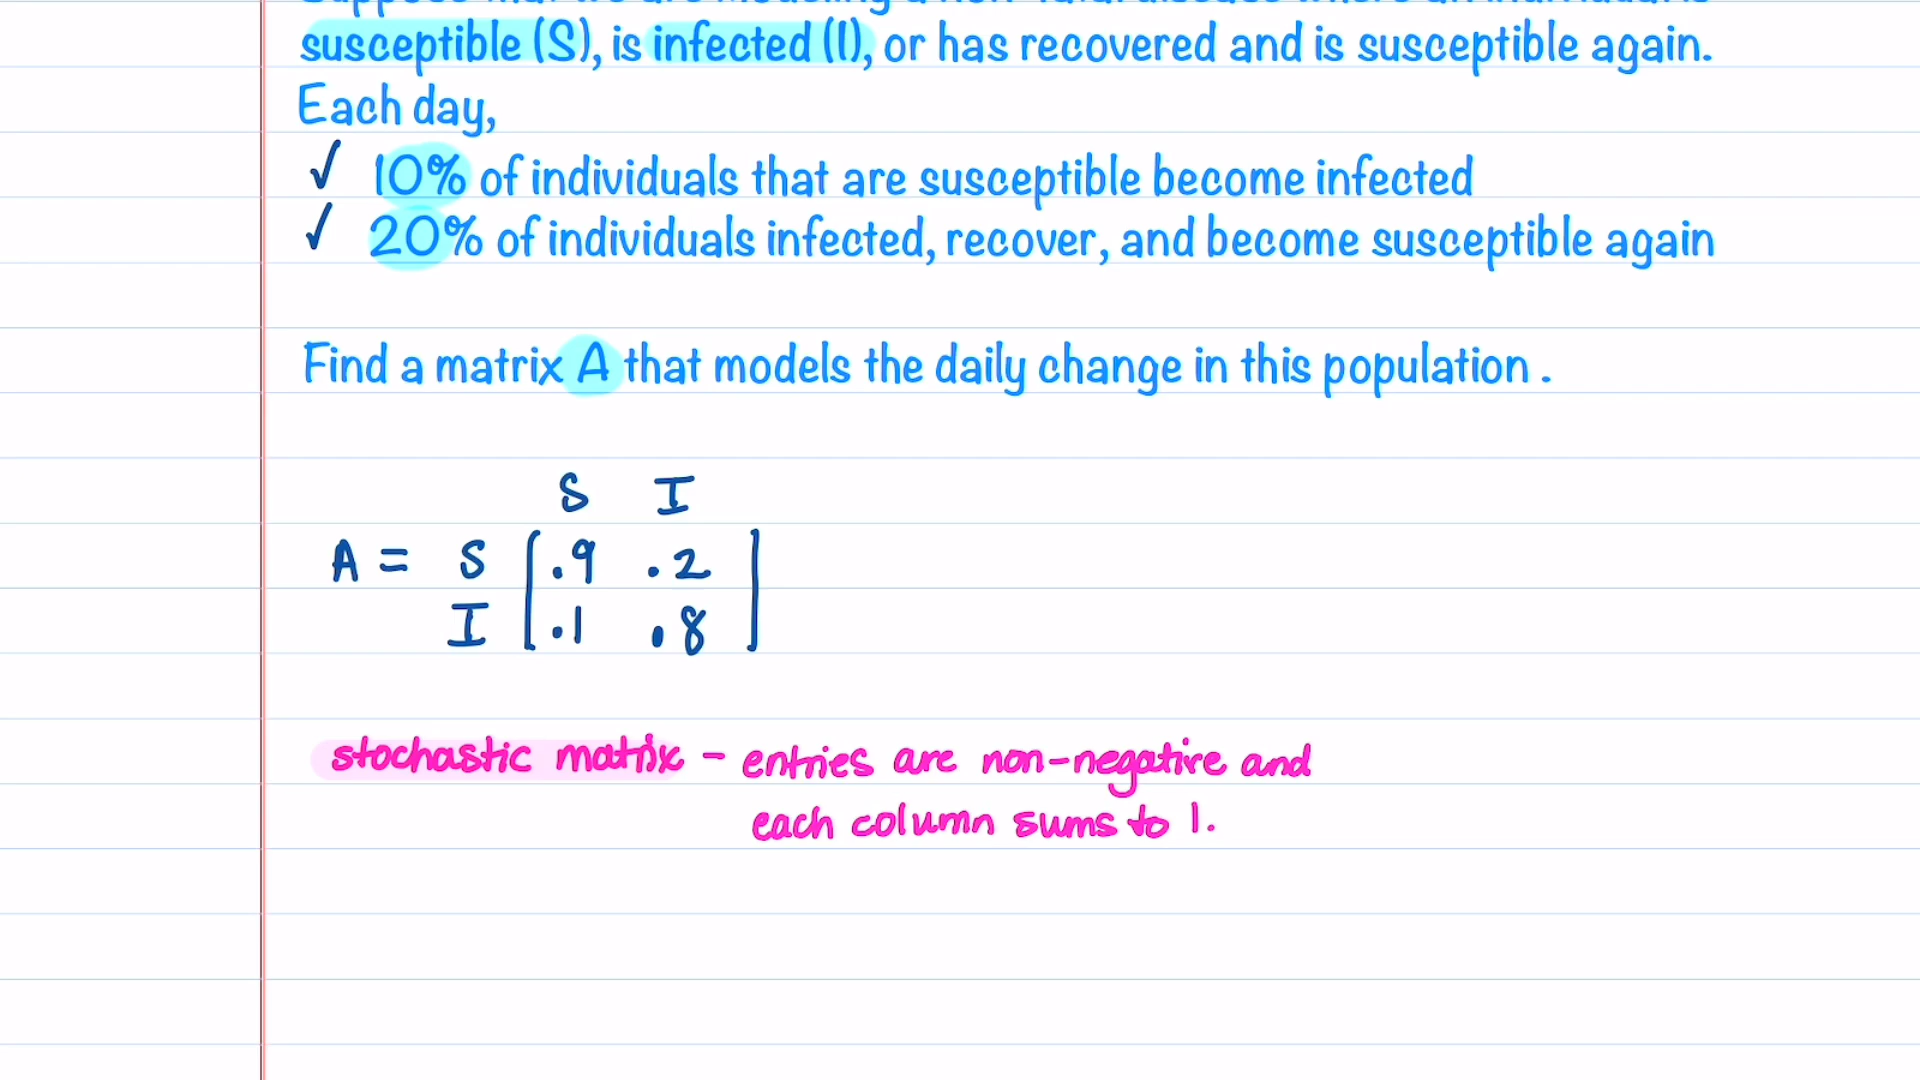 susceptible (S), is infected (I), or has recovered and is susceptible again.
Each day,
✓ 10% of individuals that are susceptible become infected
✓ 20% of individuals infected, recover, and become susceptible again
Find a matrix A that models the daily change in this population.
S I
A = S [.9 .2
I .1 .8]
stochastic matrix - entries are non-negative and
each column sums to 1.